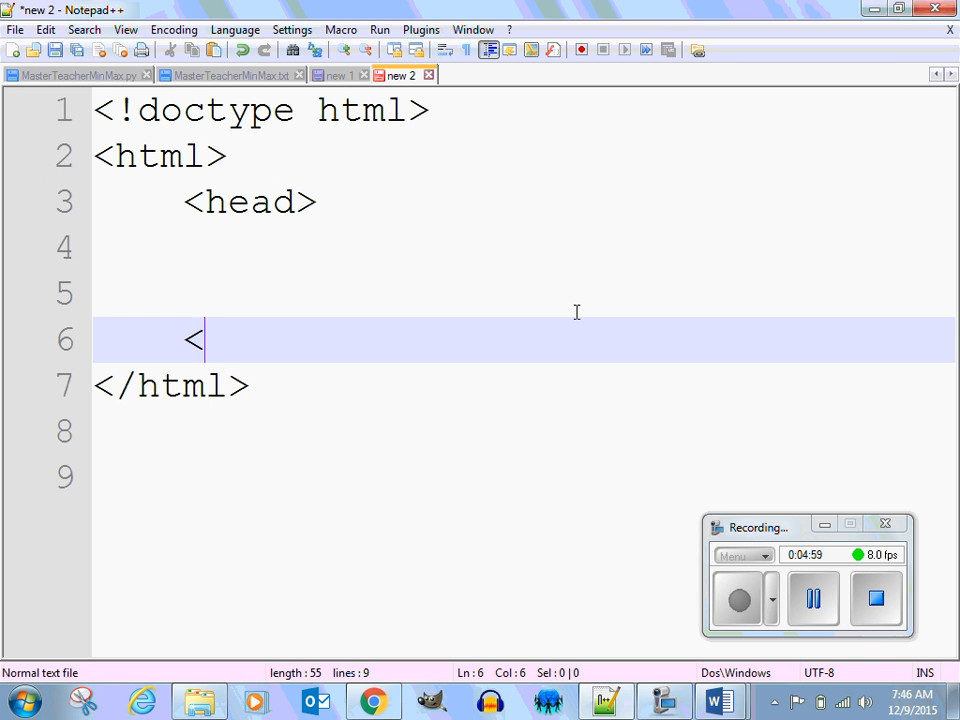 *new 2 - Notepad++
File Edit Search View Encoding Language Settings Macro Run Plugins Window ? X
MasterTeacherMinMax.py MasterTeacherMinMax.txt new 1 new 2
1 <!doctype html>
2 <html>
3 <head>
4
5
6 <
7 </html>
8
9
Recording...
Menu 0:04:59 8.0 fps
Normal text file length : 55 lines : 9 Ln : 6 Col : 6 Sel : 0 | 0 Dos\Windows UTF-8 INS
7:46 AM
12/9/2015